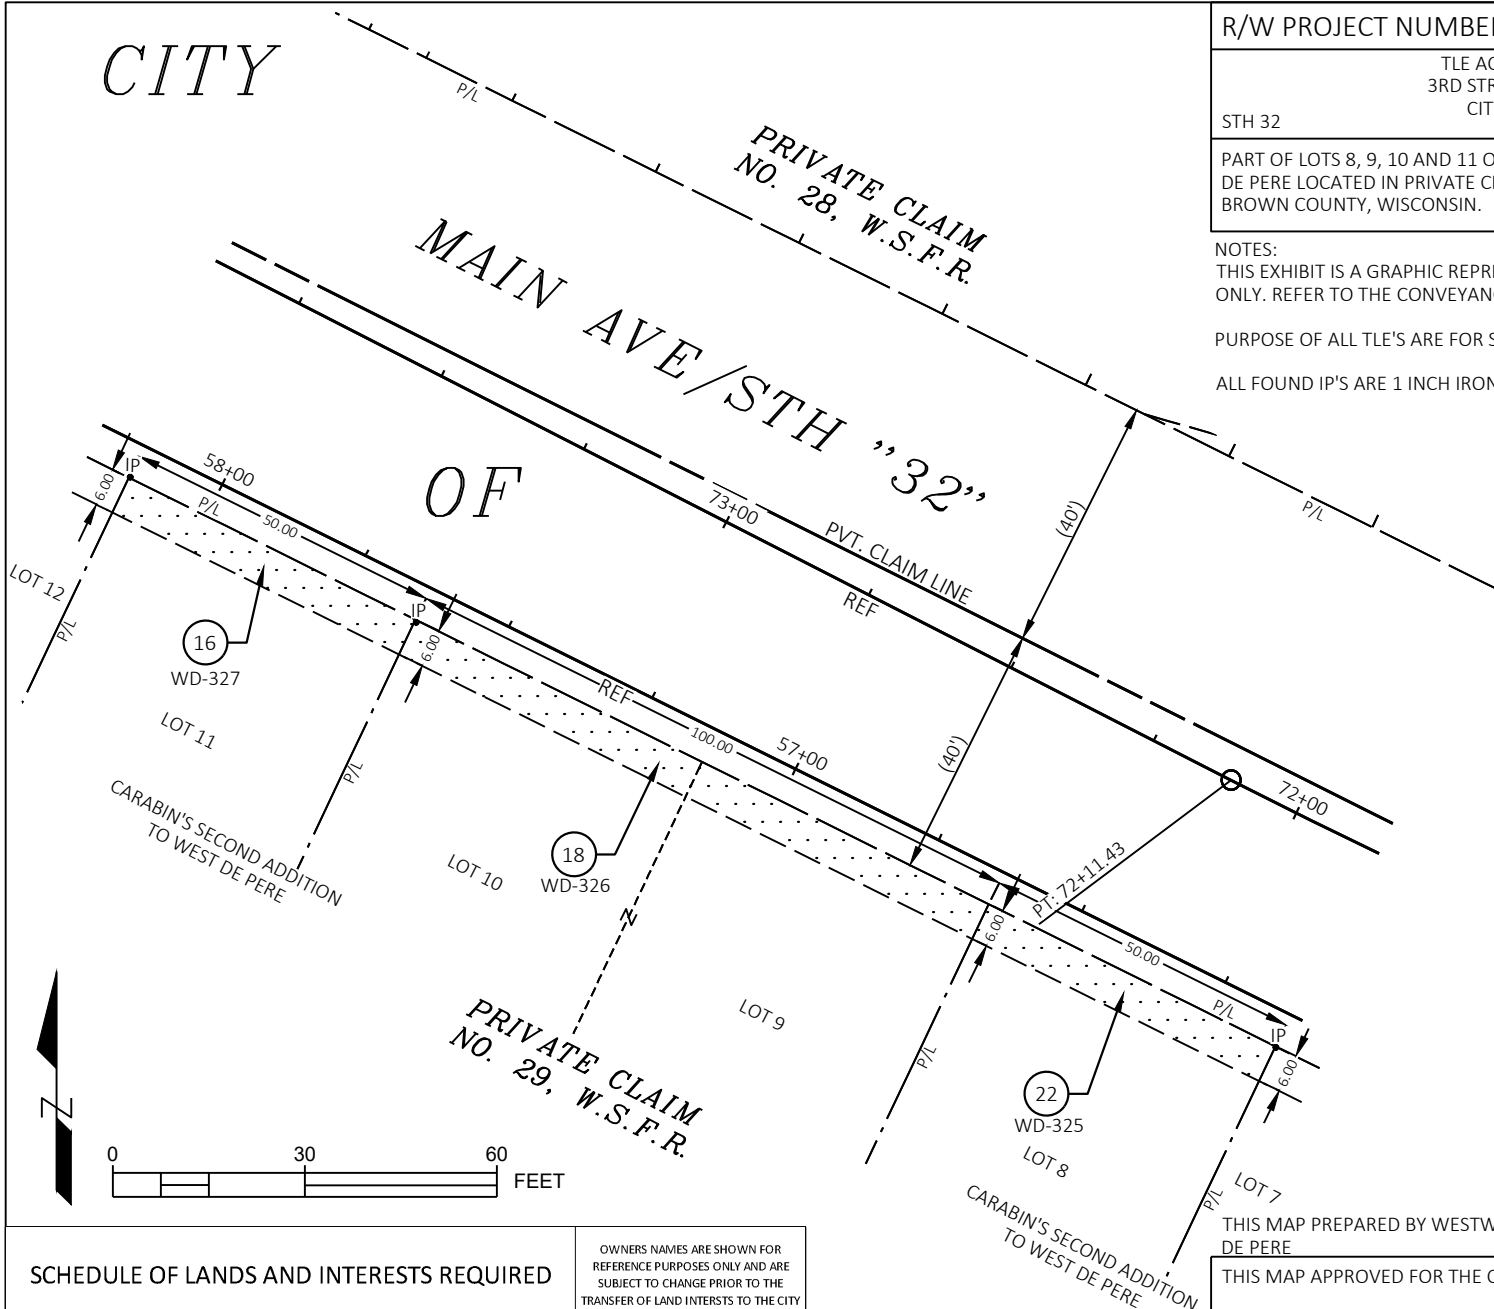 CITY
P/L
PRIVATE CLAIM
NO. 28, W.S.F.R.
R/W PROJECT NUMBE
TLE AC
3RD STR
CIT
STH 32
PART OF LOTS 8, 9, 10 AND 11 O
DE PERE LOCATED IN PRIVATE C
BROWN COUNTY, WISCONSIN.
NOTES:
THIS EXHIBIT IS A GRAPHIC REPR
ONLY. REFER TO THE CONVEYAN
PURPOSE OF ALL TLE'S ARE FOR S
ALL FOUND IP'S ARE 1 INCH IRON
MAIN AVE/STH "32"
OF
58+00
IP
6.00
P/L
50.00
73+00
PVT. CLAIM LINE
REF
(40')
P/L
LOT 12
P/L
16
WD-327
IP
6.00
LOT 11
P/L
REF
100.00
57+00
(40')
72+00
CARABIN'S SECOND ADDITION
TO WEST DE PERE
LOT 10
18
WD-326
PT: 72+11.43
6.00
50.00
Z
LOT 9
P/L
P/L
IP
6.00
PRIVATE CLAIM
NO. 29, W.S.F.R.
22
WD-325
LOT 8
LOT 7
P/L
CARABIN'S SECOND ADDITION
TO WEST DE PERE
N
0 30 60
FEET
THIS MAP PREPARED BY WESTW
DE PERE
THIS MAP APPROVED FOR THE C
SCHEDULE OF LANDS AND INTERESTS REQUIRED
OWNERS NAMES ARE SHOWN FOR
REFERENCE PURPOSES ONLY AND ARE
SUBJECT TO CHANGE PRIOR TO THE
TRANSFER OF LAND INTERSTS TO THE CITY